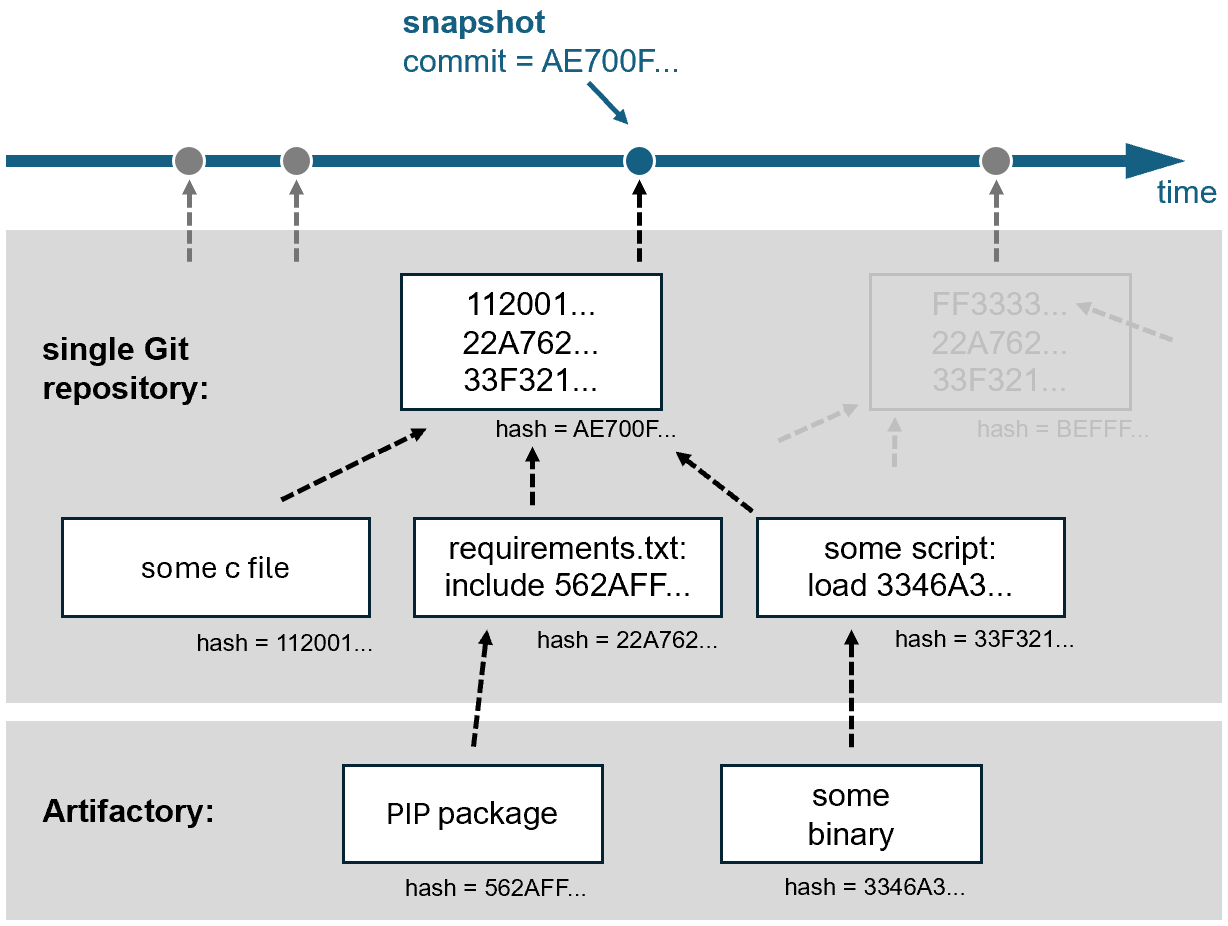 snapshot
commit = AE700F...
time
single Git
repository:
112001...
22A762...
33F321...
hash = AE700F...
FF3333...
22A762...
33F321...
hash = BEFFF...
some c file
hash = 112001...
requirements.txt:
include 562AFF...
hash = 22A762...
some script:
load 3346A3...
hash = 33F321...
Artifactory:
PIP package
hash = 562AFF...
some
binary
hash = 3346A3...